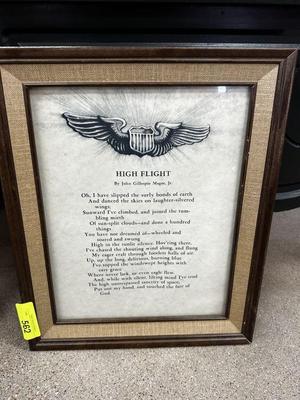 HIGH FLIGHT
By John Gillespie Magee, Jr.
Oh, I have slipped the surly bonds of earth
And danced the skies on laughter-silvered
wings;
Sunward I've climbed, and joined the tum-
bling mirth
Of sun-split clouds—and done a hundred
things
You have not dreamed of—wheeled and
soared and swung
High in the sunlit silence. Hov'ring there,
I've chased the shouting wind along, and flung
My eager craft through footless halls of air.
Up, up the long, delirious, burning blue
I've topped the windswept heights with
easy grace
Where never lark, or even eagle flew.
And, while with silent, lifting mind I've trod
The high untrespassed sanctity of space,
Put out my hand, and touched the face of
God.
562